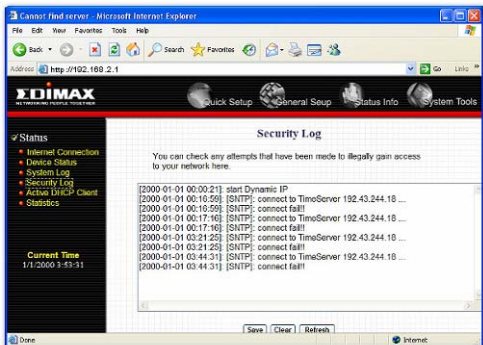 Cannot find server - Microsoft Internet Explorer
File Edit View Favorites Tools Help
Back Search Favorites
Address http://192.168.2.1 Go Links
EDIMAX
NETWORKING PEOPLE TOGETHER
Quick Setup General Seup Status Info System Tools
Status
Internet Connection
Device Status
System Log
Security Log
Active DHCP Client
Statistics
Current Time
1/1/2000 3:53:31
Security Log
You can check any attempts that have been made to illegally gain access
to your network here.
[2000-01-01 00:00:21]: start Dynamic IP
[2000-01-01 00:16:59]: [SNTP]: connect to TimeServer 192.43.244.18 ...
[2000-01-01 00:16:59]: [SNTP]: connect fail!!
[2000-01-01 00:17:16]: [SNTP]: connect to TimeServer 192.43.244.18 ...
[2000-01-01 00:17:16]: [SNTP]: connect fail!!
[2000-01-01 03:21:25]: [SNTP]: connect to TimeServer 192.43.244.18 ...
[2000-01-01 03:21:25]: [SNTP]: connect fail!!
[2000-01-01 03:44:31]: [SNTP]: connect to TimeServer 192.43.244.18 ...
[2000-01-01 03:44:31]: [SNTP]: connect fail!!
Save Clear Refresh
Done Internet